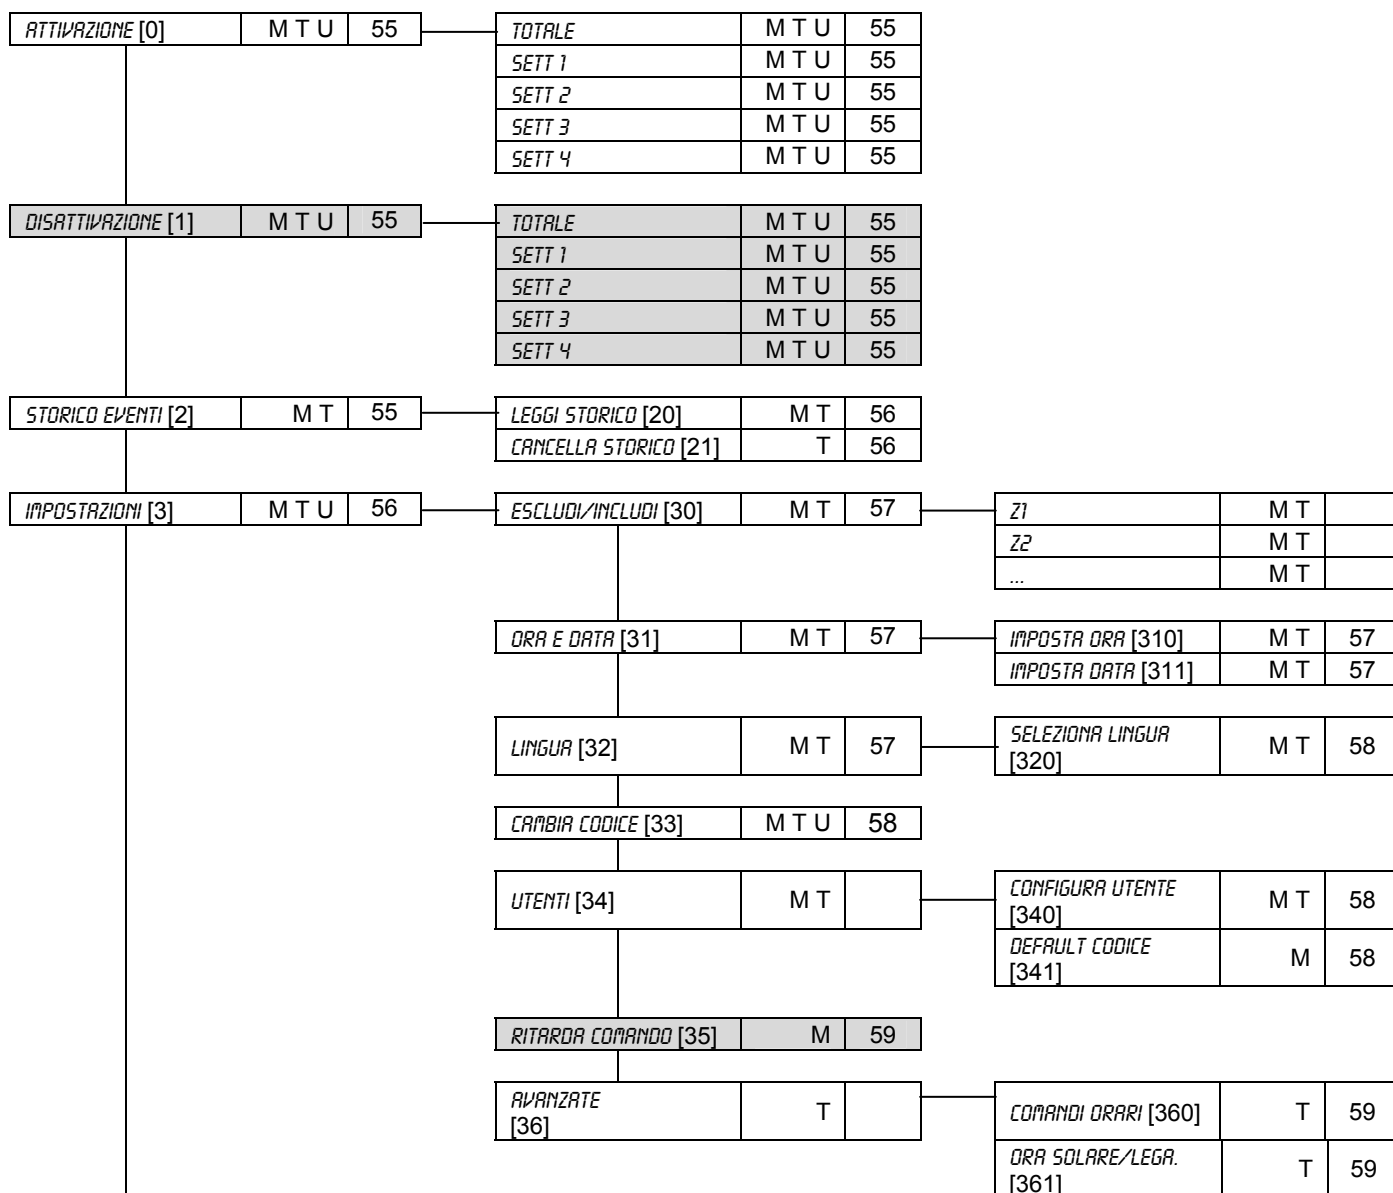 ATTIVAZIONE [0] M T U 55 TOTALE M T U 55
SETT 1 M T U 55
SETT 2 M T U 55
SETT 3 M T U 55
SETT 4 M T U 55
DISATTIVAZIONE [1] M T U 55 TOTALE M T U 55
SETT 1 M T U 55
SETT 2 M T U 55
SETT 3 M T U 55
SETT 4 M T U 55
STORICO EVENTI [2] M T 55 LEGGI STORICO [20] M T 56
CANCELLA STORICO [21] T 56
IMPOSTAZIONI [3] M T U 56 ESCLUDI/INCLUDI [30] M T 57 Z1 M T
Z2 M T
... M T
ORA E DATA [31] M T 57 IMPOSTA ORA [310] M T 57
IMPOSTA DATA [311] M T 57
LINGUA [32] M T 57 SELEZIONA LINGUA
[320] M T 58
CAMBIA CODICE [33] M T U 58
UTENTI [34] M T CONFIGURA UTENTE
[340] M T 58
DEFAULT CODICE
[341] M 58
RITARDA COMANDO [35] M 59
AVANZATE
[36] T COMANDI ORARI [360] T 59
ORA SOLARE/LEGA.
[361] T 59